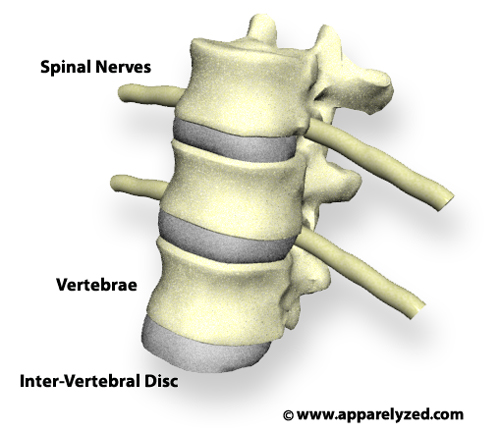 Spinal Nerves
Vertebrae
Inter-Vertebral Disc
© www.apparelyzed.com